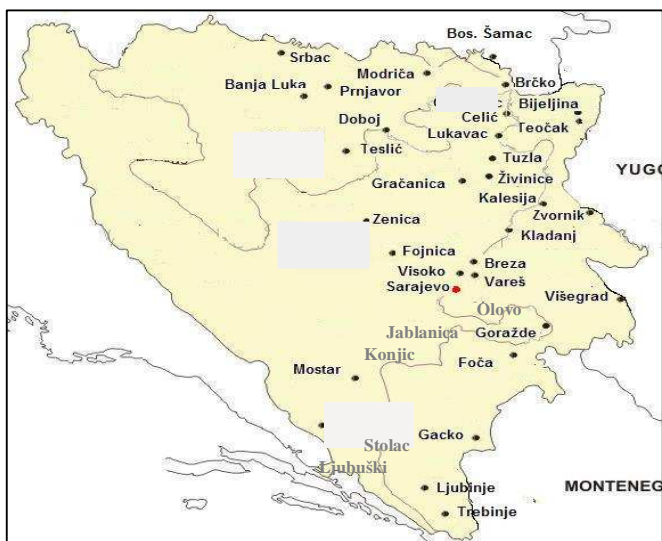 Bos. Šamac
Srbac
Modriča
Banja Luka
Prnjavor
Brčko
Bijeljina
Celić
Teočak
Doboj
Lukavac
Teslić
Tuzla
YUGO
Gračanica
Živinice
Kalesija
Zvornik
Zenica
Kladanj
Fojnica
Breza
Visoko
Vareš
Sarajevo
Višegrad
Olovo
Jablanica
Goražde
Konjic
Foča
Mostar
Stolac
Gacko
Ljubuški
Ljubinje
MONTENEG
Trebinje